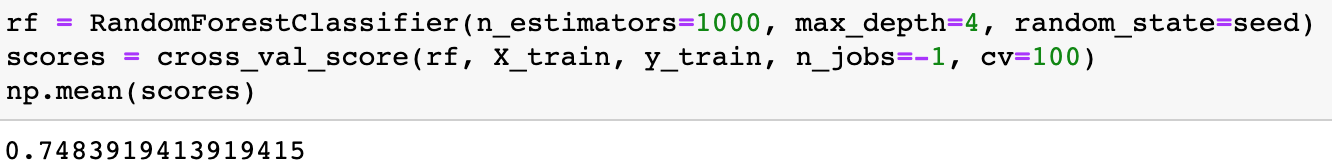 rf = RandomForestClassifier(n_estimators=1000, max_depth=4, random_state=seed)
scores = cross_val_score(rf, X_train, y_train, n_jobs=-1, cv=100)
np.mean(scores)
0.7483919413919415